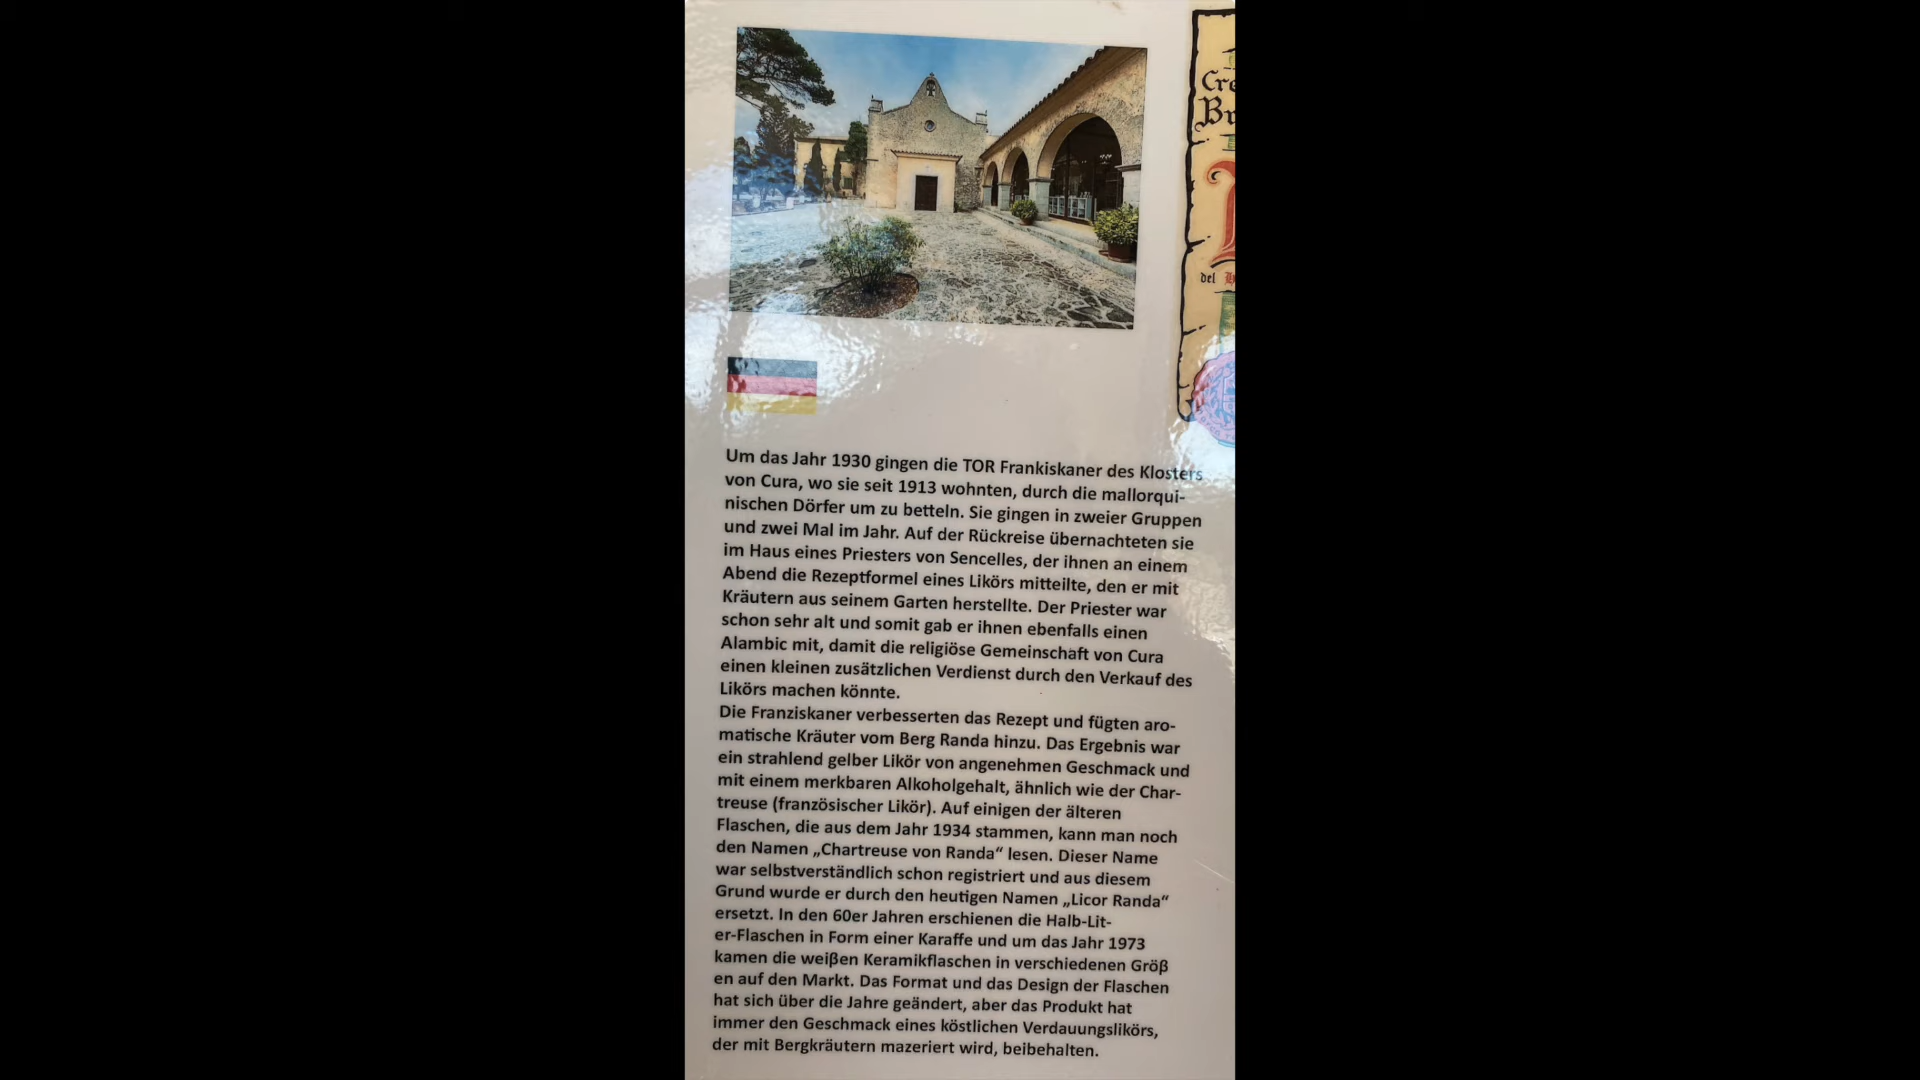 Cre
del
Um das Jahr 1930 gingen die TOR Frankiskaner des Klosters
von Cura, wo sie seit 1913 wohnten, durch die mallorqui-
nischen Dörfer um zu betteln. Sie gingen in zweier Gruppen
und zwei Mal im Jahr. Auf der Rückreise übernachteten sie
im Haus eines Priesters von Sencelles, der ihnen an einem
Abend die Rezeptformel eines Likörs mitteilte, den er mit
Kräutern aus seinem Garten herstellte. Der Priester war
schon sehr alt und somit gab er ihnen ebenfalls einen
Alambic mit, damit die religiöse Gemeinschaft von Cura
einen kleinen zusätzlichen Verdienst durch den Verkauf des
Likörs machen könnte.
Die Franziskaner verbesserten das Rezept und fügten aro-
matische Kräuter vom Berg Randa hinzu. Das Ergebnis war
ein strahlend gelber Likör von angenehmen Geschmack und
mit einem merkbaren Alkoholgehalt, ähnlich wie der Char-
treuse (französischer Likör). Auf einigen der älteren
Flaschen, die aus dem Jahr 1934 stammen, kann man noch
den Namen „Chartreuse von Randa“ lesen. Dieser Name
war selbstverständlich schon registriert und aus diesem
Grund wurde er durch den heutigen Namen „Licor Randa“
ersetzt. In den 60er Jahren erschienen die Halb-Lit-
er-Flaschen in Form einer Karaffe und um das Jahr 1973
kamen die weiβen Keramikflaschen in verschiedenen Gröβ
en auf den Markt. Das Format und das Design der Flaschen
hat sich über die Jahre geändert, aber das Produkt hat
immer den Geschmack eines köstlichen Verdauungslikörs,
der mit Bergkräutern mazeriert wird, beibehalten.